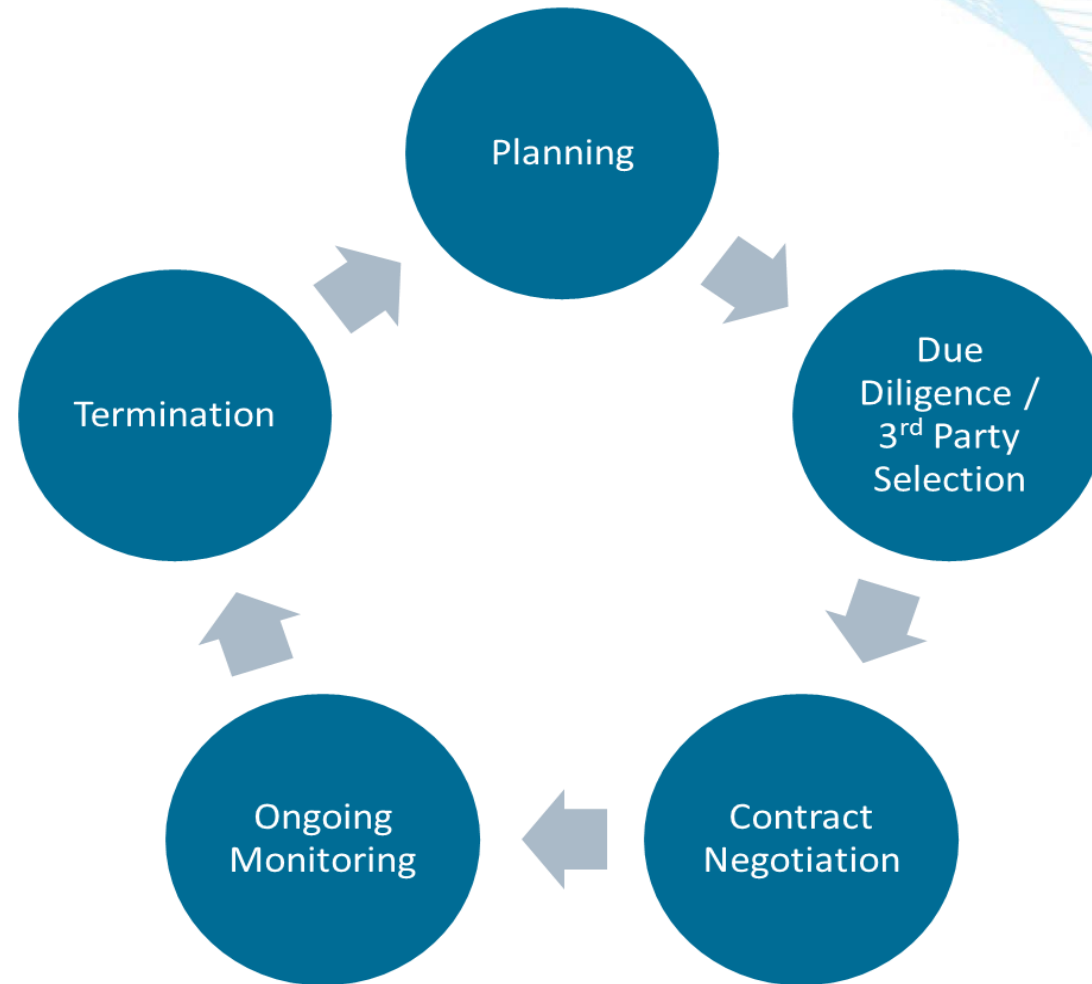 Planning
Due
Diligence /
3rd Party
Selection
Contract
Negotiation
Ongoing
Monitoring
Termination